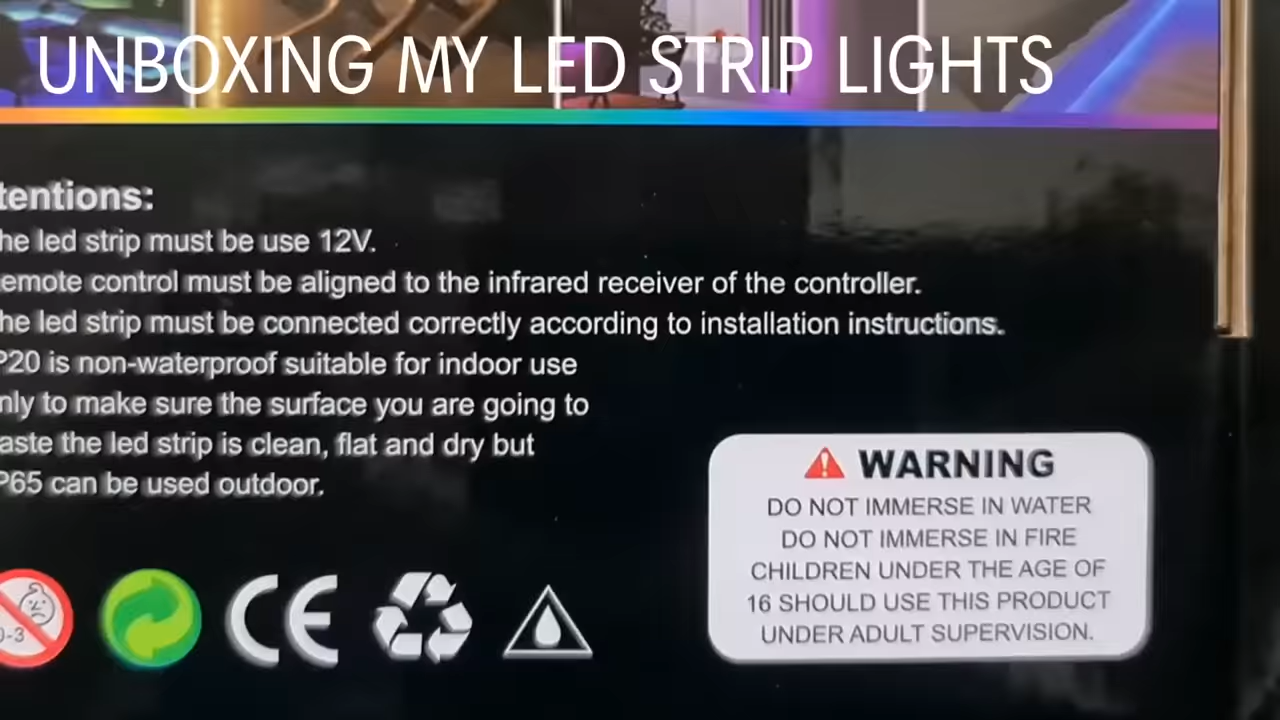 UNBOXING MY LED STRIP LIGHTS
tentions:
he led strip must be use 12V.
emote control must be aligned to the infrared receiver of the controller.
he led strip must be connected correctly according to installation instructions.
P20 is non-waterproof suitable for indoor use
nly to make sure the surface you are going to
aste the led strip is clean, flat and dry but
P65 can be used outdoor.
WARNING
DO NOT IMMERSE IN WATER
DO NOT IMMERSE IN FIRE
CHILDREN UNDER THE AGE OF
16 SHOULD USE THIS PRODUCT
UNDER ADULT SUPERVISION.
0-3
CE